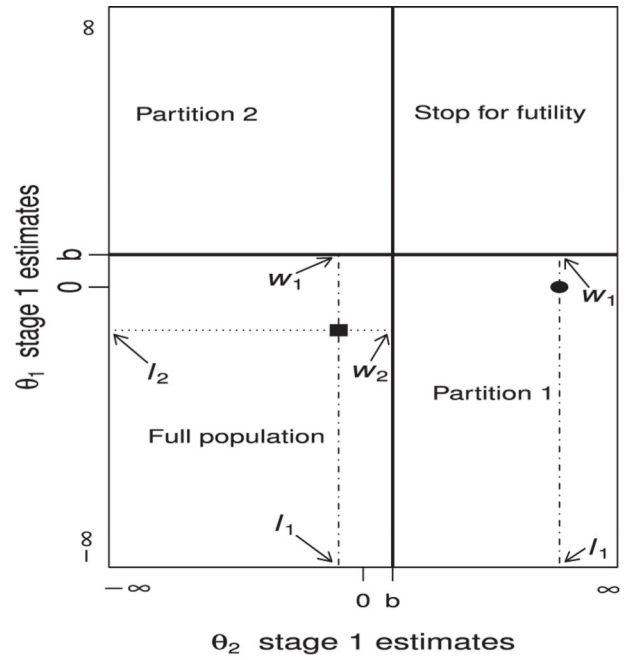 ∞
Partition 2
Stop for futility
b
w₁
w₁
0
θ₁ stage 1 estimates
l₂
w₂
Partition 1
Full population
l₁
l₁
−∞
−∞
0
b
∞
θ₂ stage 1 estimates